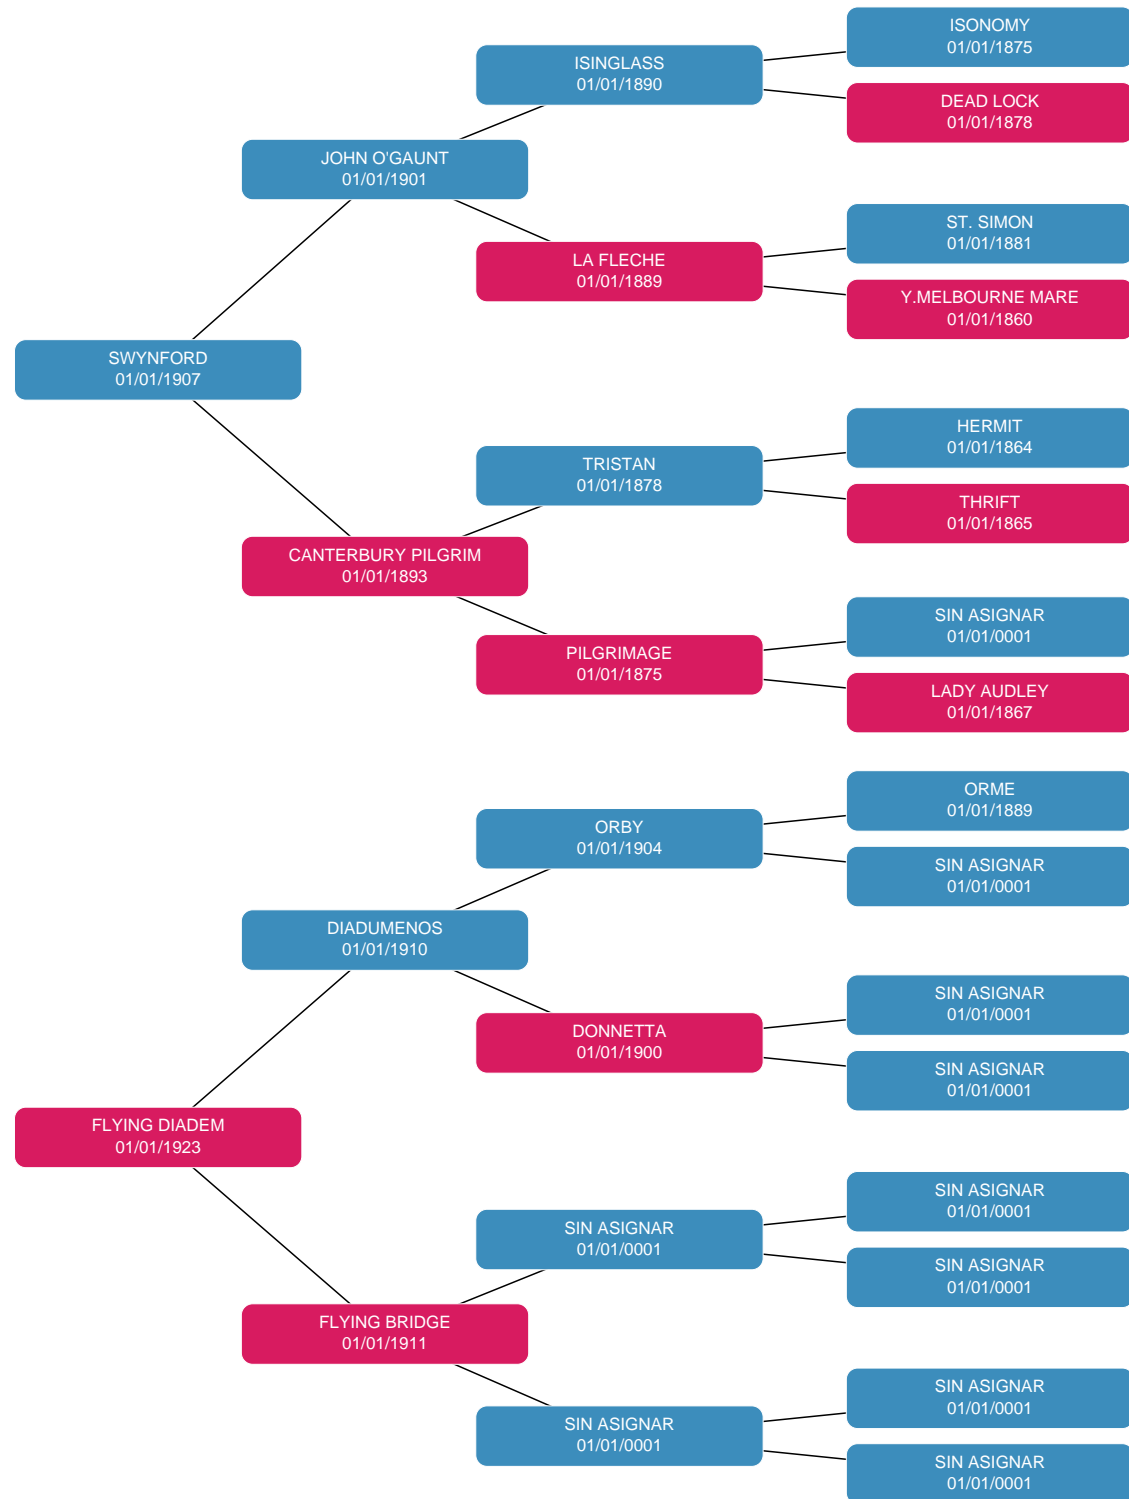 ISONOMY
01/01/1875
ISINGLASS
01/01/1890
DEAD LOCK
01/01/1878
JOHN O'GAUNT
01/01/1901
ST. SIMON
01/01/1881
LA FLECHE
01/01/1889
Y.MELBOURNE MARE
01/01/1860
SWYNFORD
01/01/1907
HERMIT
01/01/1864
TRISTAN
01/01/1878
THRIFT
01/01/1865
CANTERBURY PILGRIM
01/01/1893
SIN ASIGNAR
01/01/0001
PILGRIMAGE
01/01/1875
LADY AUDLEY
01/01/1867
ORME
01/01/1889
ORBY
01/01/1904
SIN ASIGNAR
01/01/0001
DIADUMENOS
01/01/1910
SIN ASIGNAR
01/01/0001
DONNETTA
01/01/1900
SIN ASIGNAR
01/01/0001
FLYING DIADEM
01/01/1923
SIN ASIGNAR
01/01/0001
SIN ASIGNAR
01/01/0001
SIN ASIGNAR
01/01/0001
FLYING BRIDGE
01/01/1911
SIN ASIGNAR
01/01/0001
SIN ASIGNAR
01/01/0001
SIN ASIGNAR
01/01/0001